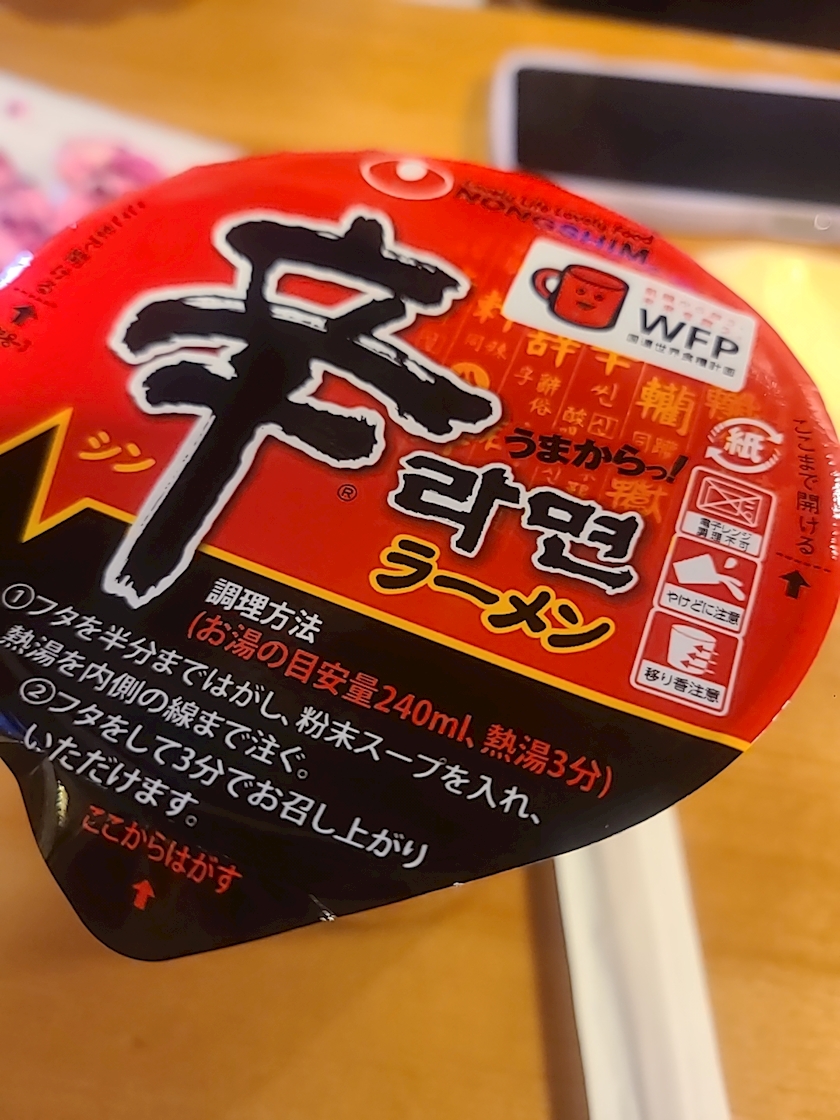 NONGSHIM
WFP
国連世界食糧計画
辛
シン
®
うまからっ!
라면
ラーメン
紙
電子レンジ
調理不可
やけどに注意
移り香注意
ここまで開ける
調理方法
(お湯の目安量240ml、熱湯3分)
①フタを半分まではがし、粉末スープを入れ、
熱湯を内側の線まで注ぐ。
②フタをして3分でお召し上がり
いただけます。
ここからはがす